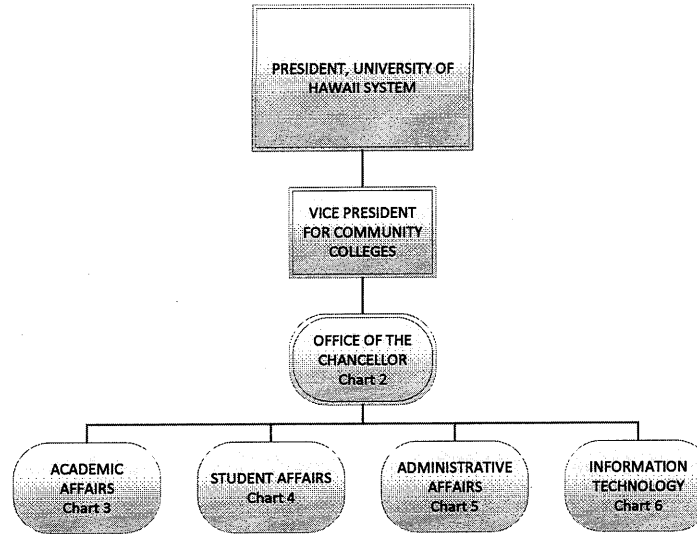 PRESIDENT, UNIVERSITY OF
HAWAII SYSTEM
VICE PRESIDENT
FOR COMMUNITY
COLLEGES
OFFICE OF THE
CHANCELLOR
Chart 2
ACADEMIC
AFFAIRS
Chart 3
STUDENT AFFAIRS
Chart 4
ADMINISTRATIVE
AFFAIRS
Chart 5
INFORMATION
TECHNOLOGY
Chart 6